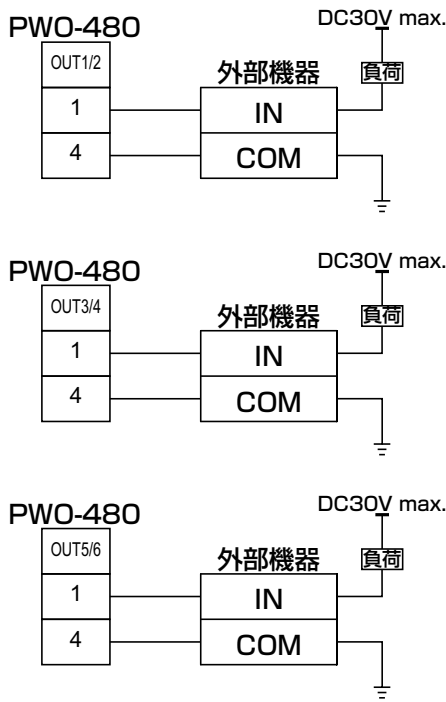 DC30V max.
PWO-480
OUT1/2
外部機器
負荷
1
IN
4
COM
DC30V max.
PWO-480
OUT3/4
外部機器
負荷
1
IN
4
COM
DC30V max.
PWO-480
OUT5/6
外部機器
負荷
1
IN
4
COM